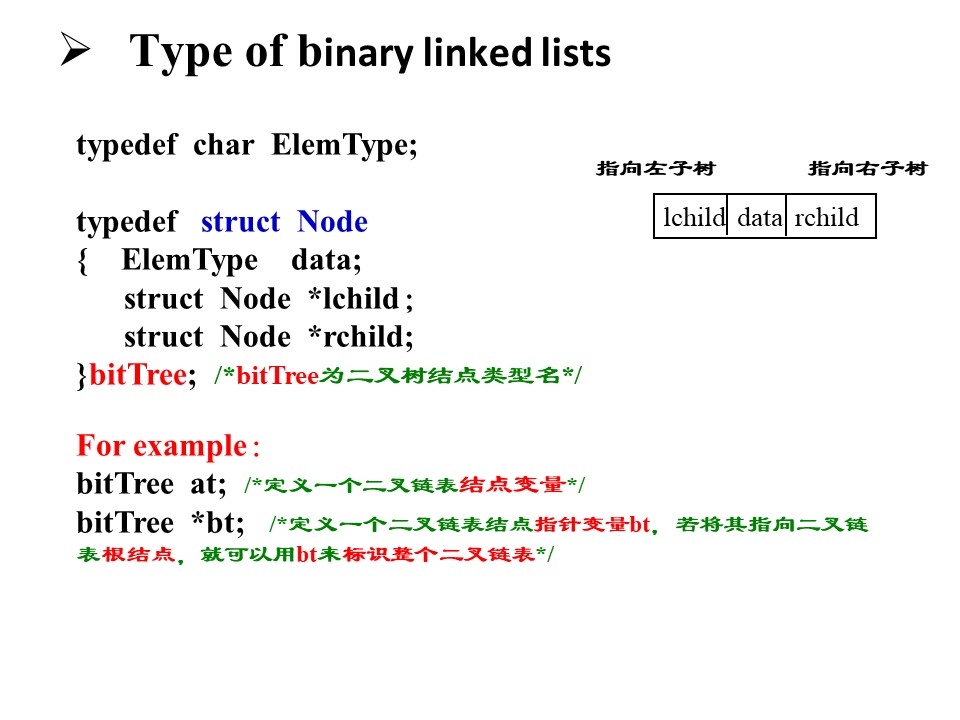 ➢ Type of binary linked lists
typedef char ElemType;
指向左子树 指向右子树
lchild data rchild
typedef struct Node
{ ElemType data;
struct Node *lchild；
struct Node *rchild;
}bitTree; /*bitTree为二叉树结点类型名*/
For example：
bitTree at; /*定义一个二叉链表结点变量*/
bitTree *bt; /*定义一个二叉链表结点指针变量bt，若将其指向二叉链
表根结点，就可以用bt来标识整个二叉链表*/